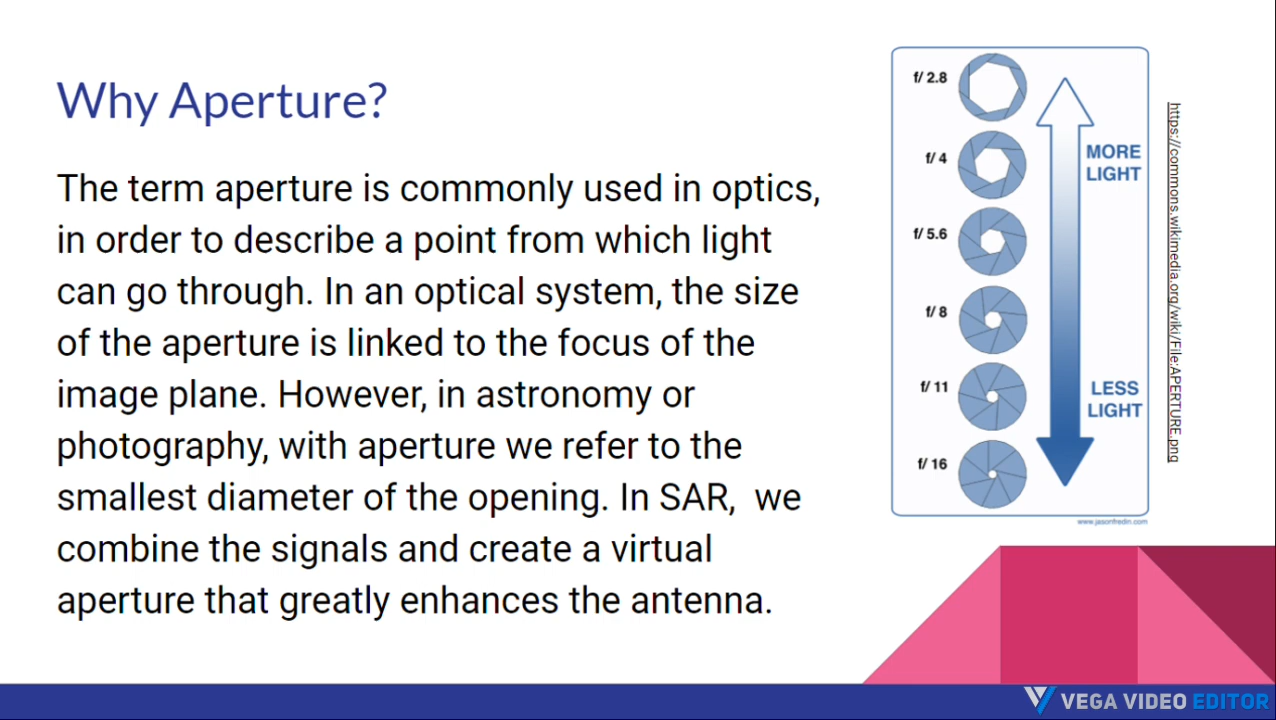 Why Aperture?
The term aperture is commonly used in optics,
in order to describe a point from which light
can go through. In an optical system, the size
of the aperture is linked to the focus of the
image plane. However, in astronomy or
photography, with aperture we refer to the
smallest diameter of the opening. In SAR,  we
combine the signals and create a virtual
aperture that greatly enhances the antenna.
f/ 2.8
f/ 4
f/ 5.6
f/ 8
f/ 11
f/ 16
MORE
LIGHT
LESS
LIGHT
www.jasonfredin.com
https://commons.wikimedia.org/wiki/File:APERTURE.png
VEGA VIDEO EDITOR